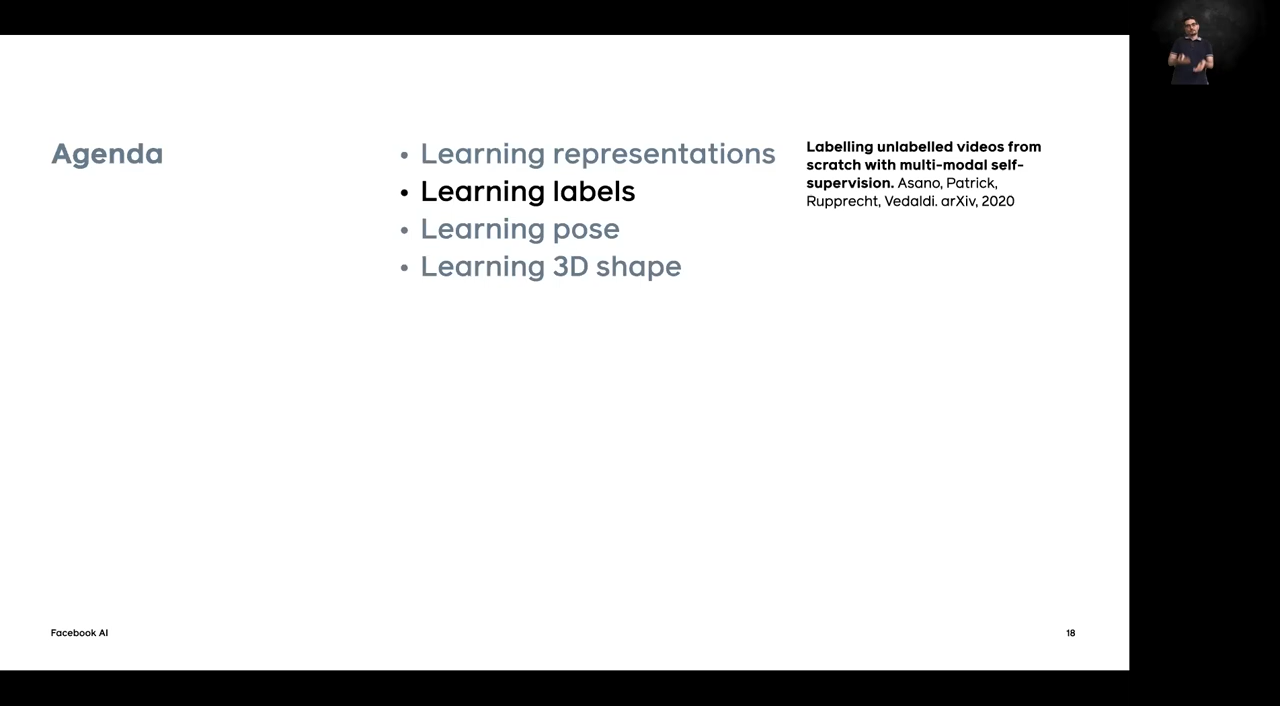 Agenda
• Learning representations
• Learning labels
• Learning pose
• Learning 3D shape
Labelling unlabelled videos from
scratch with multi-modal self-
supervision. Asano, Patrick,
Rupprecht, Vedaldi. arXiv, 2020
Facebook AI
18